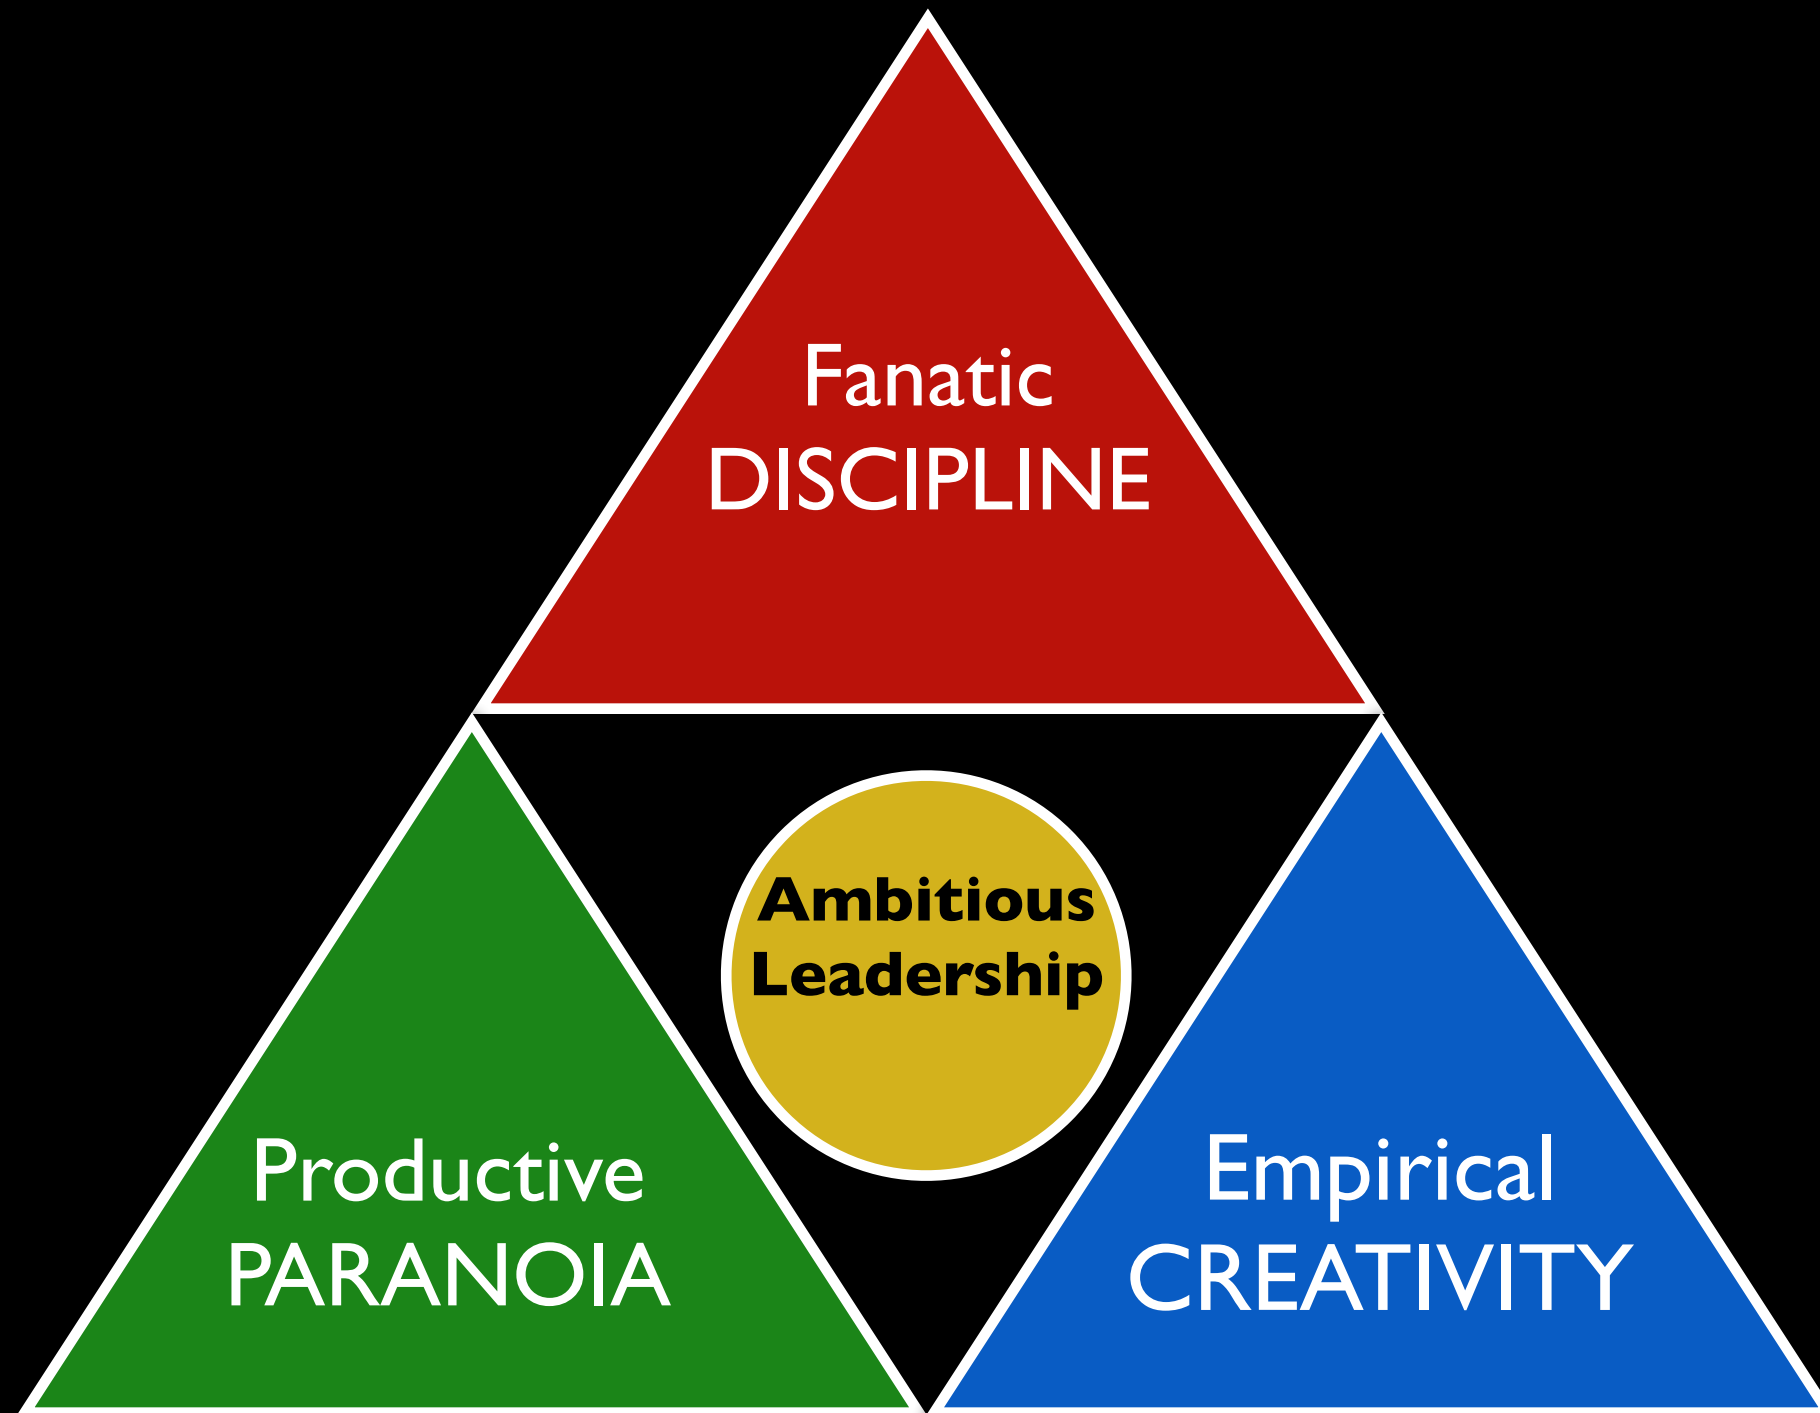 Fanatic
DISCIPLINE
Ambitious
Leadership
Productive
PARANOIA
Empirical
CREATIVITY